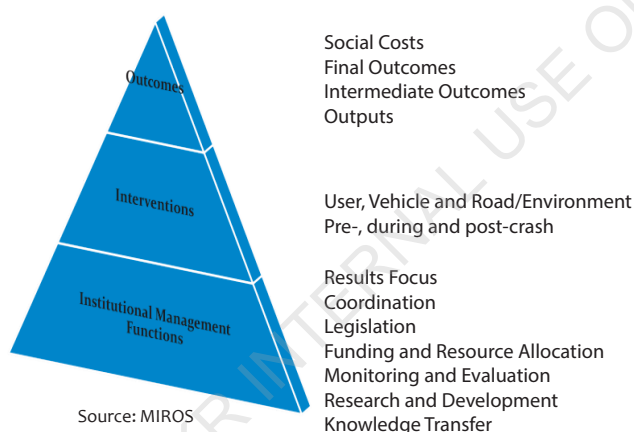 Outcomes
Social Costs
Final Outcomes
Intermediate Outcomes
Outputs
Interventions
User, Vehicle and Road/Environment
Pre-, during and post-crash
Institutional Management
Functions
Results Focus
Coordination
Legislation
Funding and Resource Allocation
Monitoring and Evaluation
Research and Development
Knowledge Transfer
Source: MIROS
INTERNAL USE